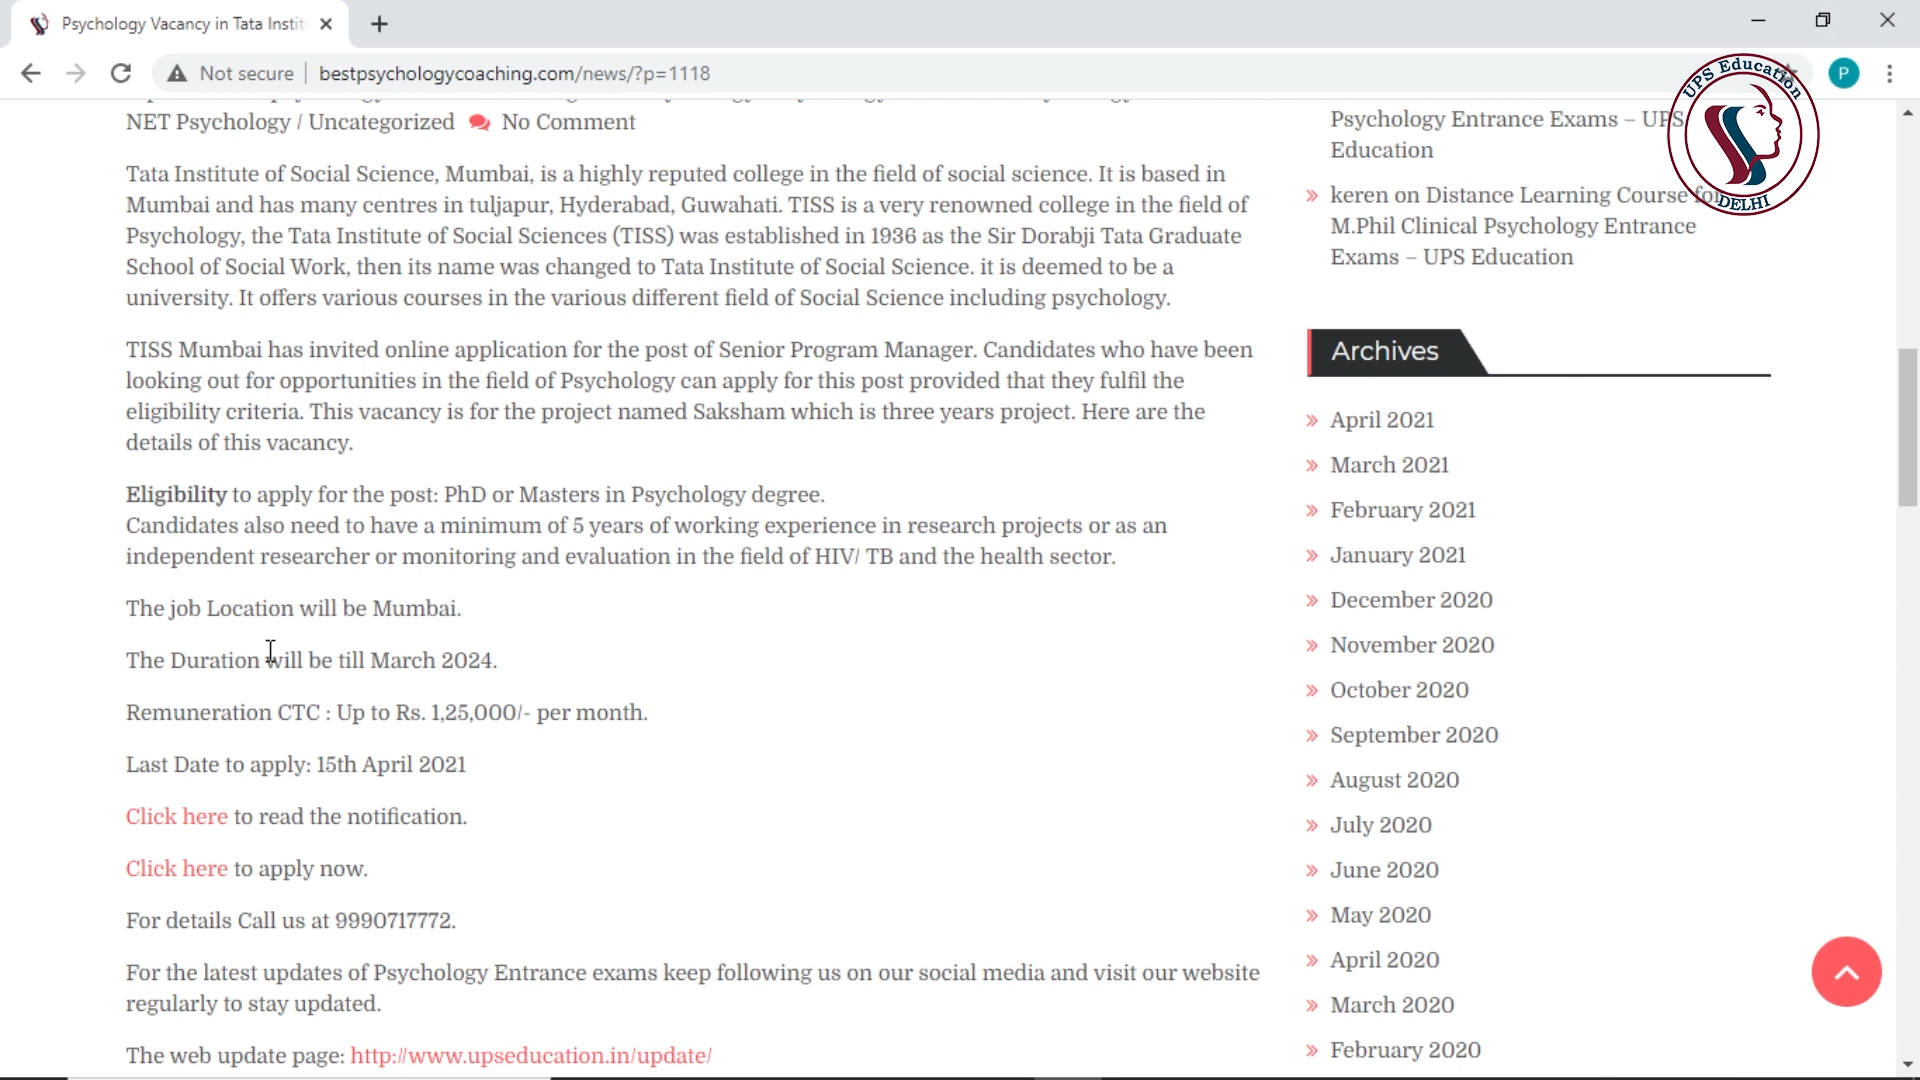 Psychology Vacancy in Tata Instit
Not secure
bestpsychologycoaching.com/news/?p=1118
P
UPS Education
DELHI
NET Psychology / Uncategorized No Comment
Tata Institute of Social Science, Mumbai, is a highly reputed college in the field of social science. It is based in
Mumbai and has many centres in tuljapur, Hyderabad, Guwahati. TISS is a very renowned college in the field of
Psychology, the Tata Institute of Social Sciences (TISS) was established in 1936 as the Sir Dorabji Tata Graduate
School of Social Work, then its name was changed to Tata Institute of Social Science. it is deemed to be a
university. It offers various courses in the various different field of Social Science including psychology.
TISS Mumbai has invited online application for the post of Senior Program Manager. Candidates who have been
looking out for opportunities in the field of Psychology can apply for this post provided that they fulfil the
eligibility criteria. This vacancy is for the project named Saksham which is three years project. Here are the
details of this vacancy.
Eligibility to apply for the post: PhD or Masters in Psychology degree.
Candidates also need to have a minimum of 5 years of working experience in research projects or as an
independent researcher or monitoring and evaluation in the field of HIV/ TB and the health sector.
The job Location will be Mumbai.
The Duration will be till March 2024.
Remuneration CTC : Up to Rs. 1,25,000/- per month.
Last Date to apply: 15th April 2021
Click here to read the notification.
Click here to apply now.
For details Call us at 9990717772.
For the latest updates of Psychology Entrance exams keep following us on our social media and visit our website
regularly to stay updated.
The web update page: http://www.upseducation.in/update/
Psychology Entrance Exams – UPS
Education
keren on Distance Learning Course for
M.Phil Clinical Psychology Entrance
Exams – UPS Education
Archives
April 2021
March 2021
February 2021
January 2021
December 2020
November 2020
October 2020
September 2020
August 2020
July 2020
June 2020
May 2020
April 2020
March 2020
February 2020